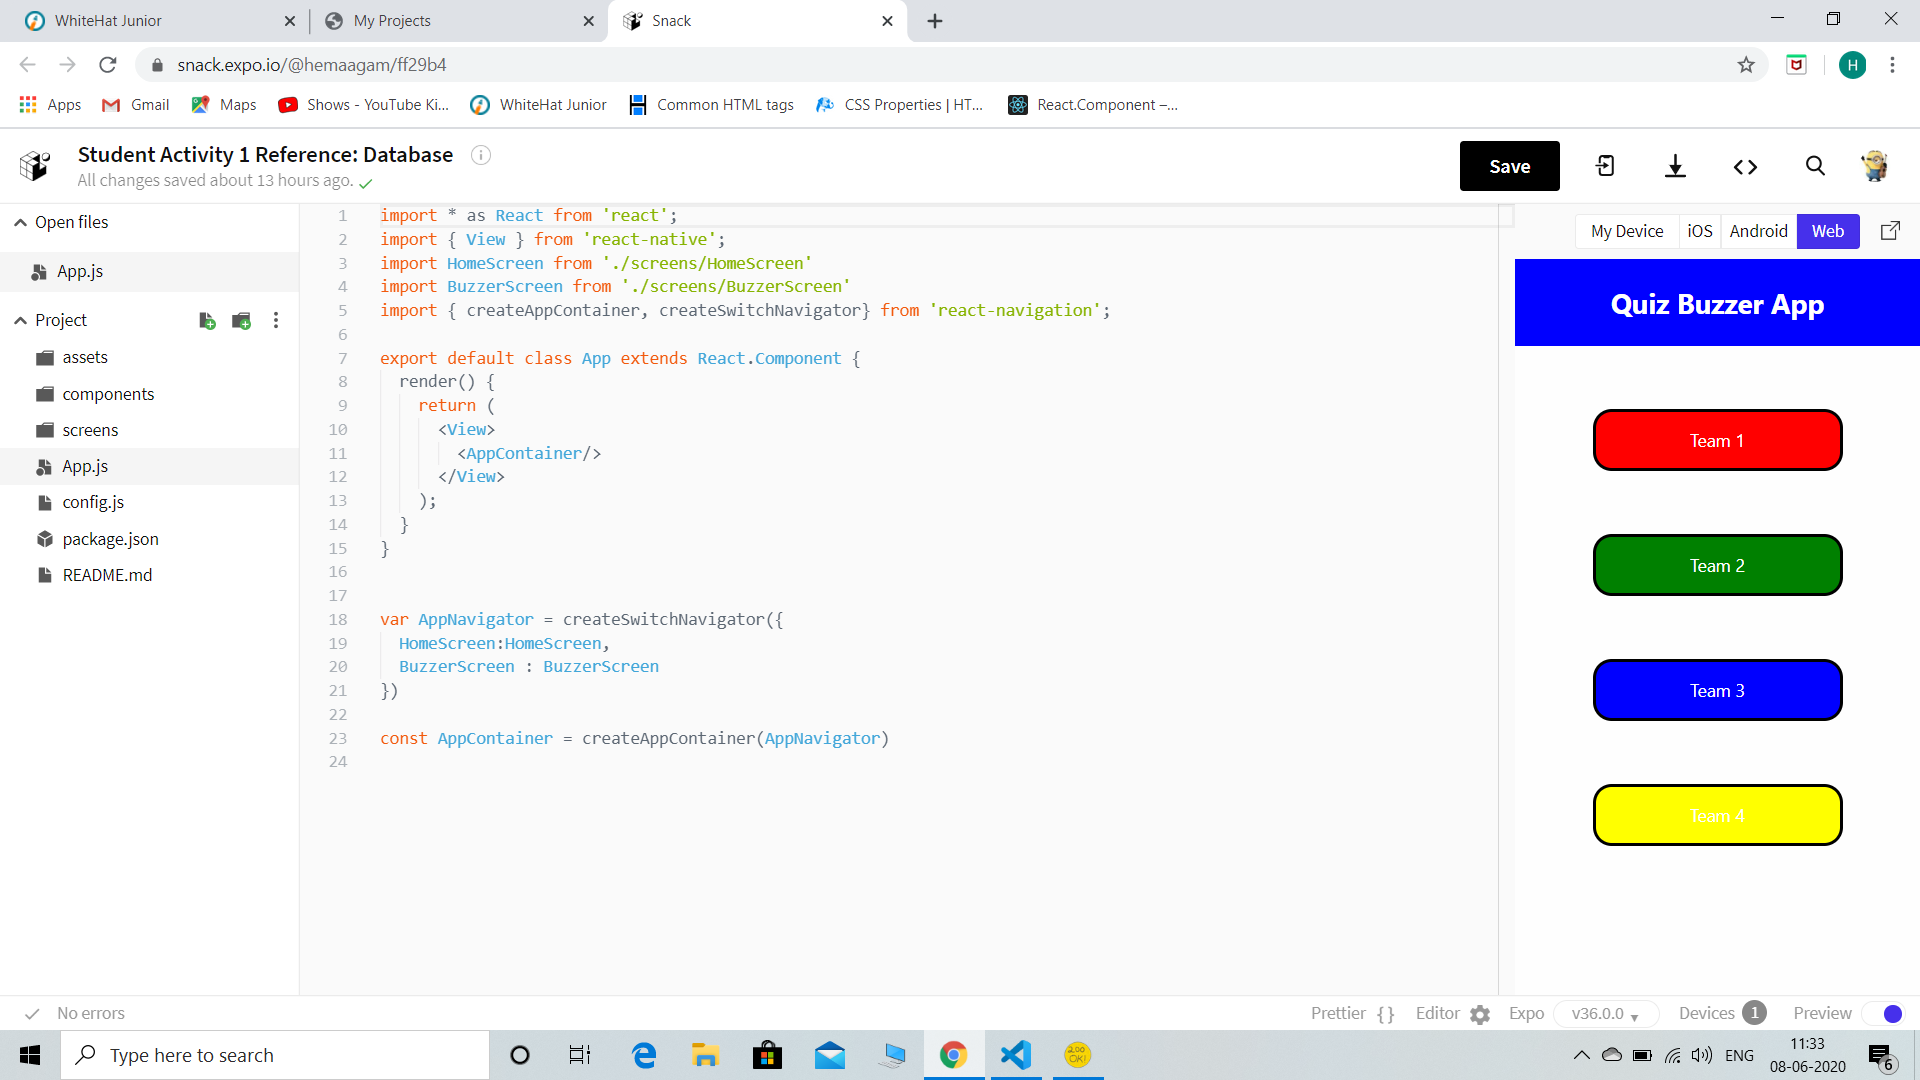 WhiteHat Junior
My Projects
Snack
snack.expo.io/@hemaagam/ff29b4
H
Apps
Gmail
Maps
Shows - YouTube Ki...
WhiteHat Junior
Common HTML tags
CSS Properties | HT...
React.Component –...
Student Activity 1 Reference: Database
All changes saved about 13 hours ago.
Save
Open files
App.js
Project
assets
components
screens
App.js
config.js
package.json
README.md
1 import * as React from 'react';
2 import { View } from 'react-native';
3 import HomeScreen from './screens/HomeScreen'
4 import BuzzerScreen from './screens/BuzzerScreen'
5 import { createAppContainer, createSwitchNavigator} from 'react-navigation';
6
7 export default class App extends React.Component {
8 render() {
9 return (
10 <View>
11 <AppContainer/>
12 </View>
13 );
14 }
15 }
16
17
18 var AppNavigator = createSwitchNavigator({
19 HomeScreen:HomeScreen,
20 BuzzerScreen : BuzzerScreen
21 })
22
23 const AppContainer = createAppContainer(AppNavigator)
24
My Device
iOS
Android
Web
Quiz Buzzer App
Team 1
Team 2
Team 3
Team 4
No errors
Prettier { }
Editor
Expo
v36.0.0
Devices 1
Preview
Type here to search
200
OK!
ENG
11:33
08-06-2020
6